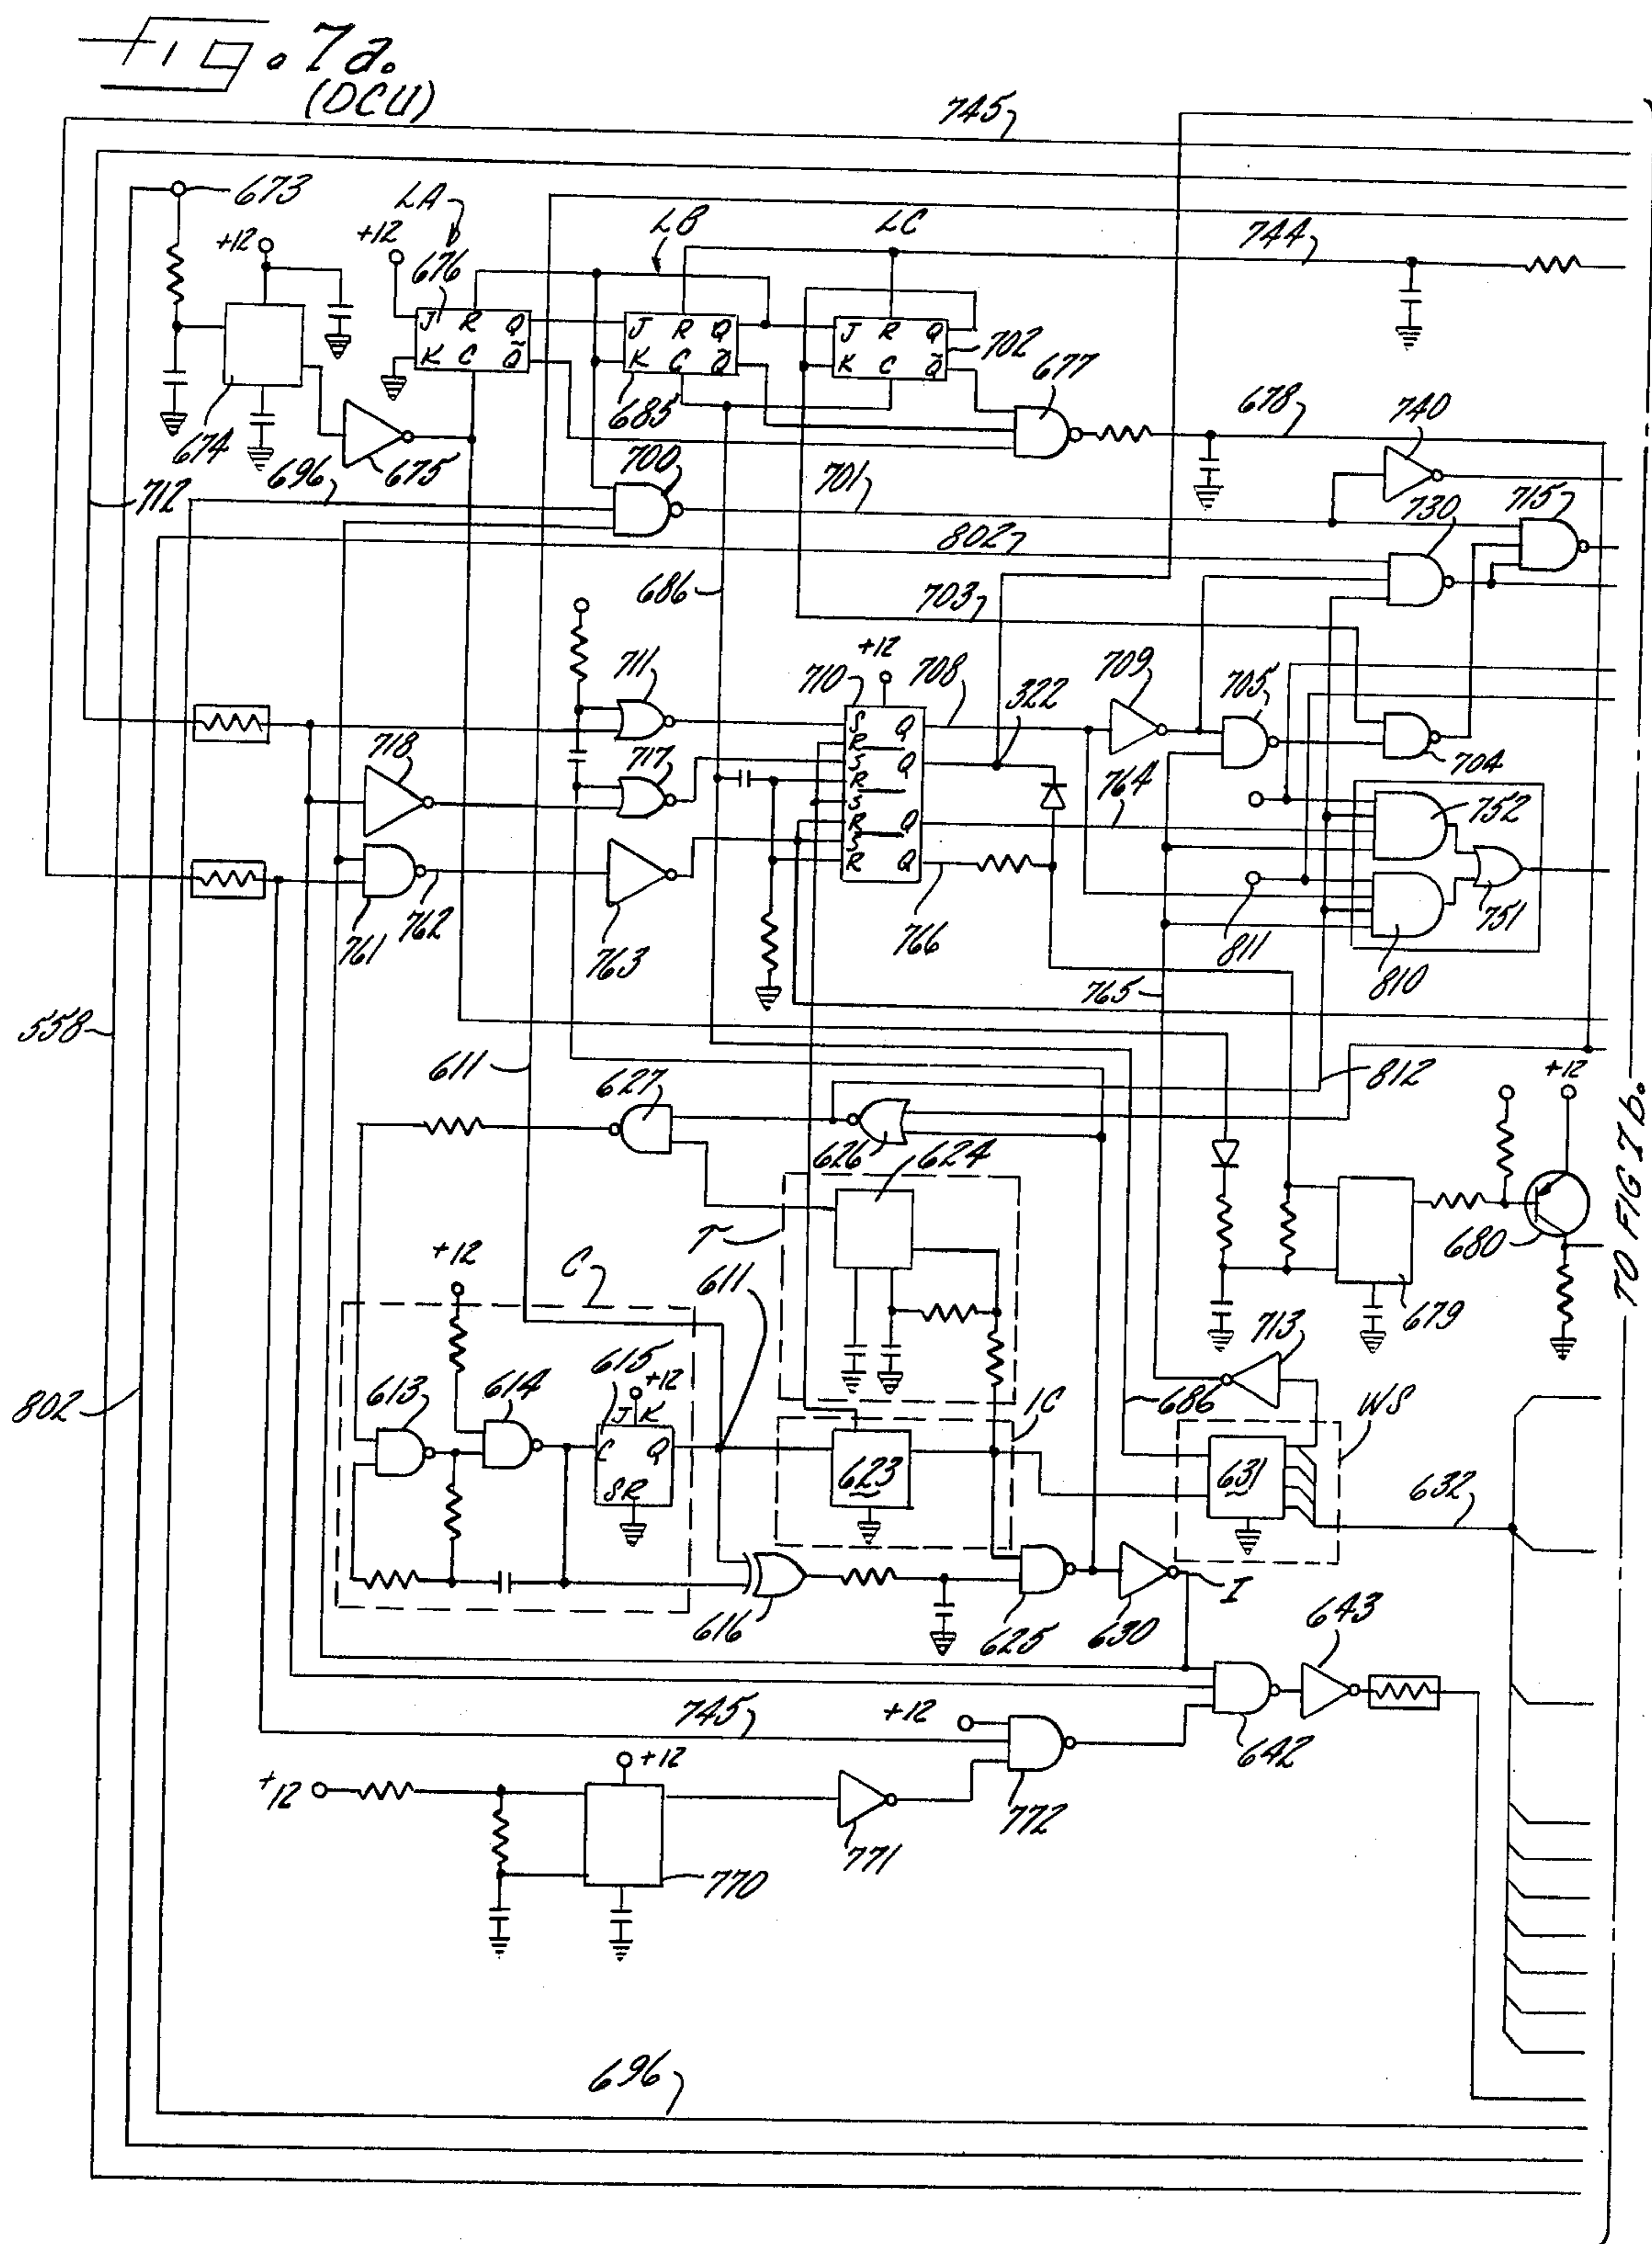 Fig. 7a.
(DCU)
745
673
LA
+12
+12
676
LB
LC
744
J R Q
K C Q̄
J R Q
K C Q̄
J R Q
K C Q̄
702
677
685
678
740
674
675
700
696
701
712
730
715
802
686
703
+12
711
710
708
709
705
322
S Q
R
S Q
R
S Q
R
S
R Q
718
717
704
764
752
751
761
762
763
766
811
810
765
558
611
627
812
+12
626
624
T
680
+12
C
611
679
713
615
+12
J K
613
614
802
686
1C
WS
C Q
SR
623
631
632
616
625
630
I
643
745
+12
642
+12
+12
772
771
770
696
TO FIG 7b.